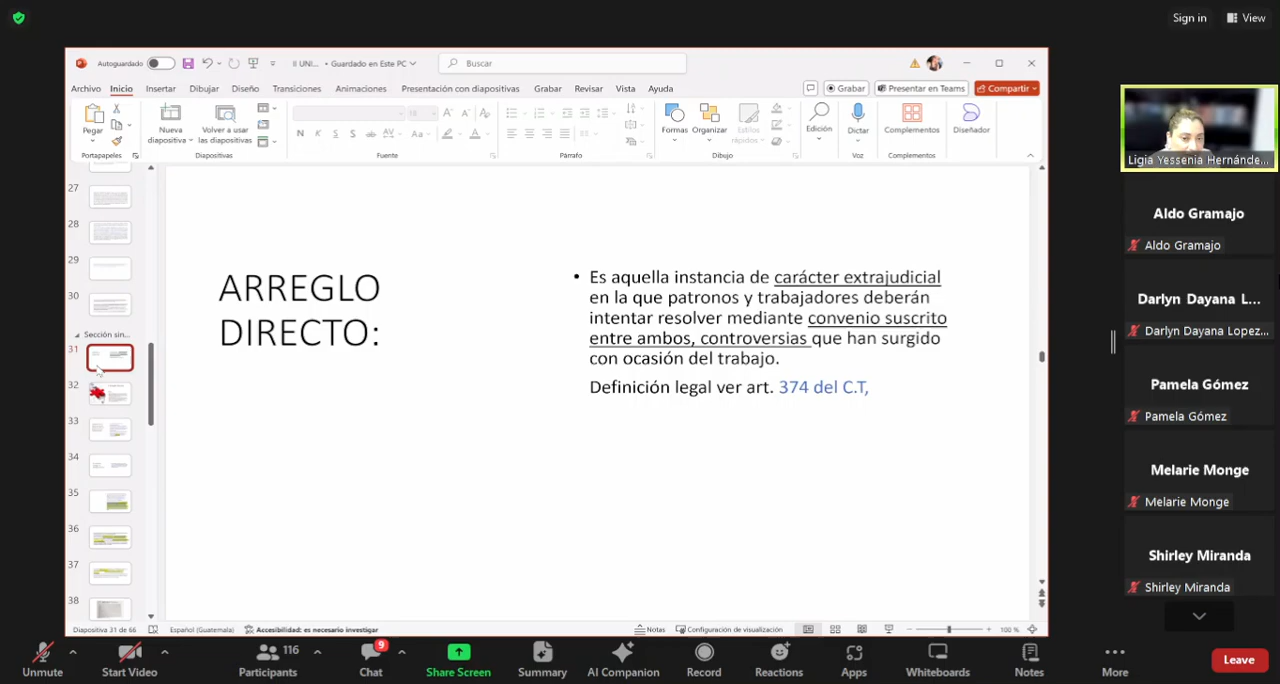 Sign in
View
Autoguardado
II UNI... • Guardado en Este PC
Buscar
Archivo Inicio Insertar Dibujar Diseño Transiciones Animaciones Presentación con diapositivas Grabar Revisar Vista Ayuda
Grabar
Presentar en Teams
Compartir
Pegar
Nueva diapositiva
Volver a usar las diapositivas
N K S S ab AV Aa A
Formas
Organizar
Estilos rápidos
Edición
Dictar
Complementos
Diseñador
Portapapeles
Diapositivas
Fuente
Párrafo
Dibujo
Voz
Complementos
27
28
29
30
Sección sin...
31
32
33
34
35
36
37
38
ARREGLO
DIRECTO:
• Es aquella instancia de carácter extrajudicial
en la que patronos y trabajadores deberán
intentar resolver mediante convenio suscrito
entre ambos, controversias que han surgido
con ocasión del trabajo.
Definición legal ver art. 374 del C.T,
Diapositiva 31 de 66
Español (Guatemala)
Accesibilidad: es necesario investigar
Notas
Configuración de visualización
100 %
Ligia Yessenia Hernánde...
Aldo Gramajo
Aldo Gramajo
Darlyn Dayana L...
Darlyn Dayana Lopez...
Pamela Gómez
Pamela Gómez
Melarie Monge
Melarie Monge
Shirley Miranda
Shirley Miranda
Unmute
Start Video
116
Participants
9
Chat
Share Screen
Summary
AI Companion
Record
Reactions
Apps
Whiteboards
Notes
More
Leave